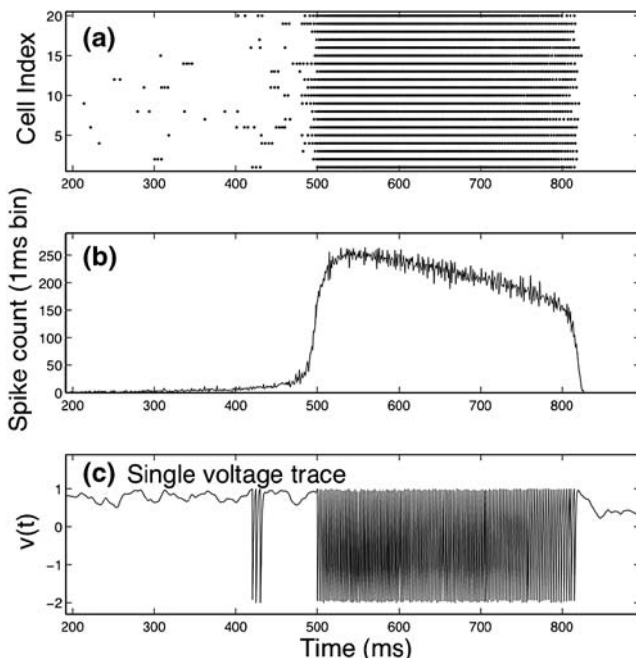 (a)
Cell Index
20
15
10
5
200 300 400 500 600 700 800
(b)
Spike count (1ms bin)
250
200
150
100
50
0
200 300 400 500 600 700 800
(c) Single voltage trace
v(t)
1
0
-1
-2
200 300 400 500 600 700 800
Time (ms)